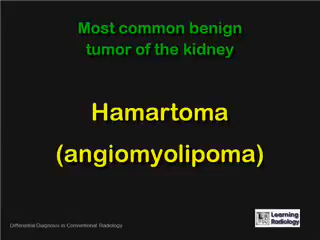 Most common benign
tumor of the kidney
Hamartoma
(angiomyolipoma)
Differential Diagnosis in Conventional Radiology
Learning
Radiology